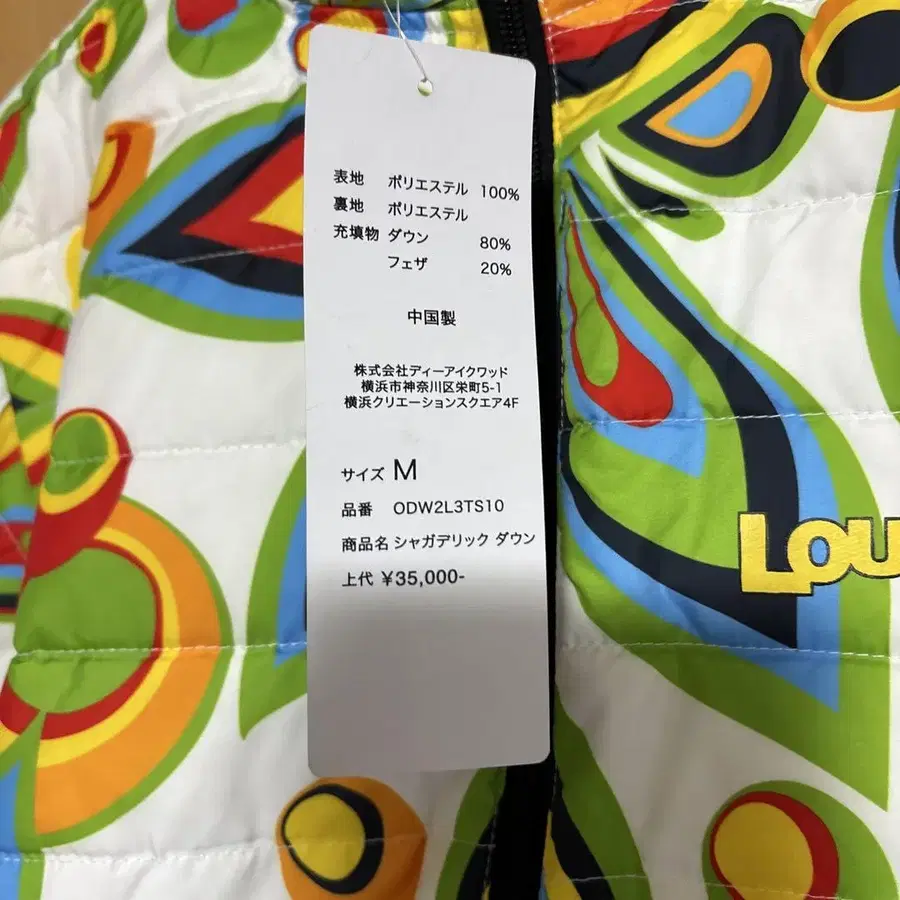 表地 ポリエステル 100%
裏地 ポリエステル
充填物 ダウン 80%
フェザ 20%
中国製
株式会社ディーアイクワッド
横浜市神奈川区栄町5-1
横浜クリエーションスクエア4F
サイズ M
品番 ODW2L3TS10
商品名 シャガデリック ダウン
上代 ¥35,000-
Lou